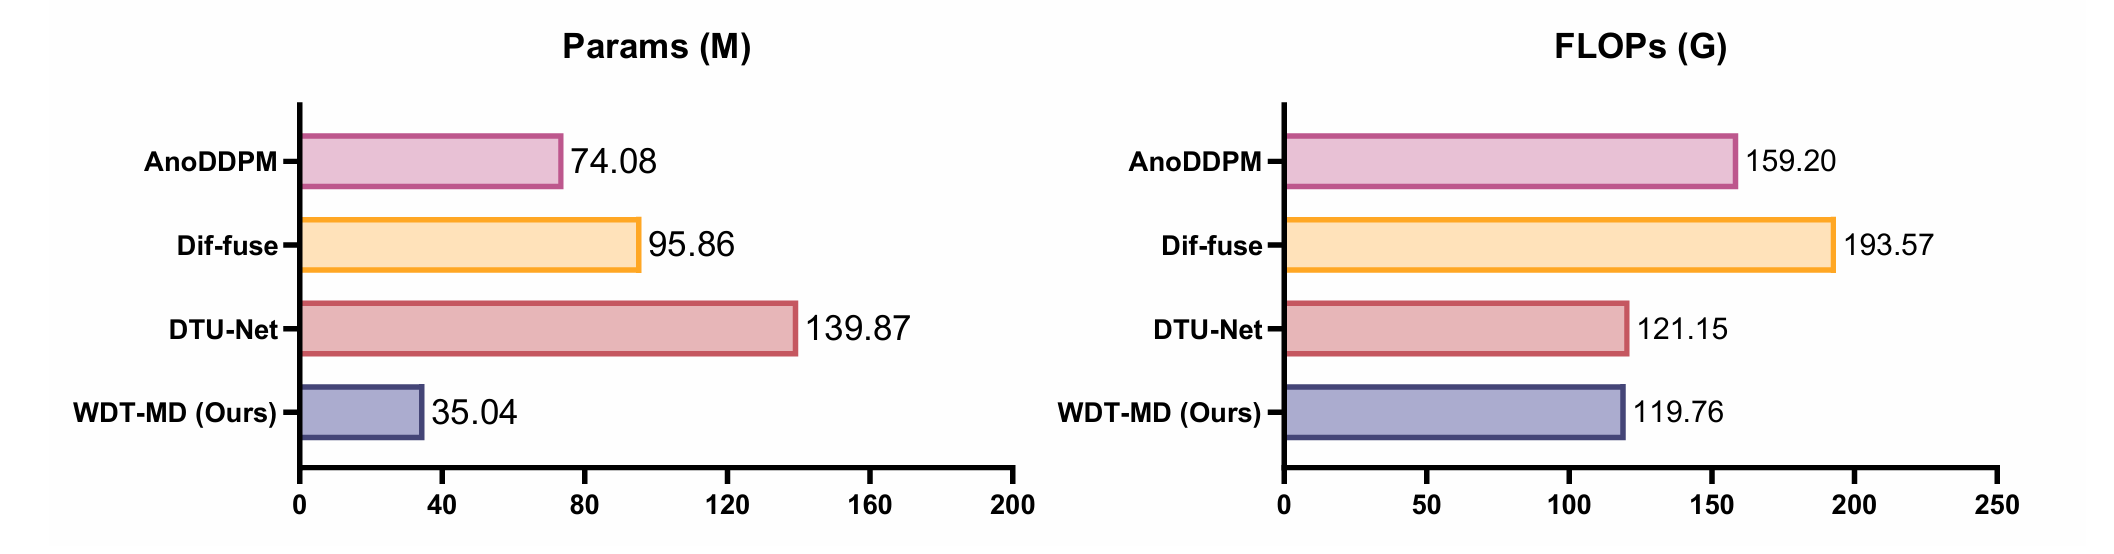 Params (M)
AnoDDPM 74.08
Dif-fuse 95.86
DTU-Net 139.87
WDT-MD (Ours) 35.04
0 40 80 120 160 200
FLOPs (G)
AnoDDPM 159.20
Dif-fuse 193.57
DTU-Net 121.15
WDT-MD (Ours) 119.76
0 50 100 150 200 250